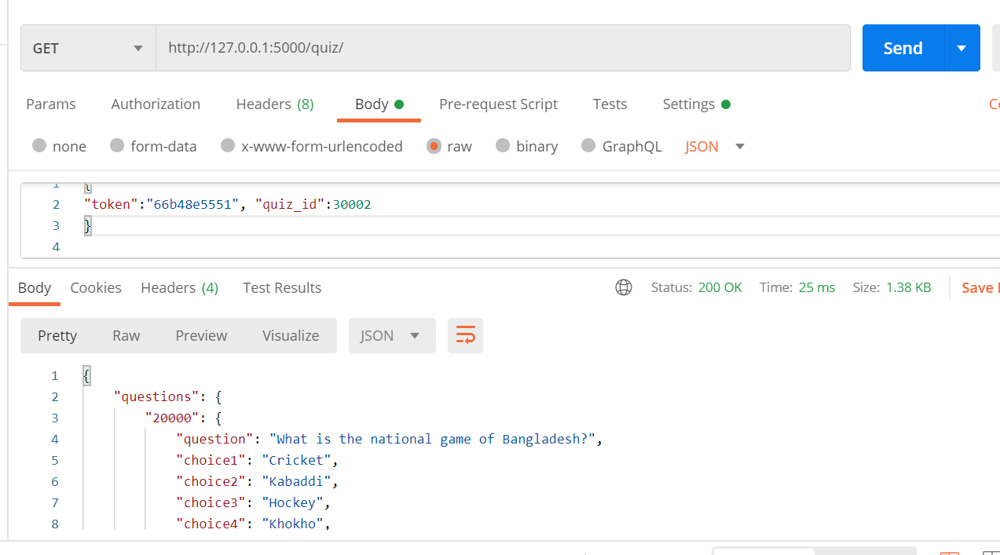 GET http://127.0.0.1:5000/quiz/ Send
Params Authorization Headers (8) Body Pre-request Script Tests Settings
none form-data x-www-form-urlencoded raw binary GraphQL JSON
1 {
2 "token":"66b48e5551", "quiz_id":30002
3 }
4
Body Cookies Headers (4) Test Results Status: 200 OK Time: 25 ms Size: 1.38 KB Save
Pretty Raw Preview Visualize JSON
1 {
2 "questions": {
3 "20000": {
4 "question": "What is the national game of Bangladesh?",
5 "choice1": "Cricket",
6 "choice2": "Kabaddi",
7 "choice3": "Hockey",
8 "choice4": "Khokho",